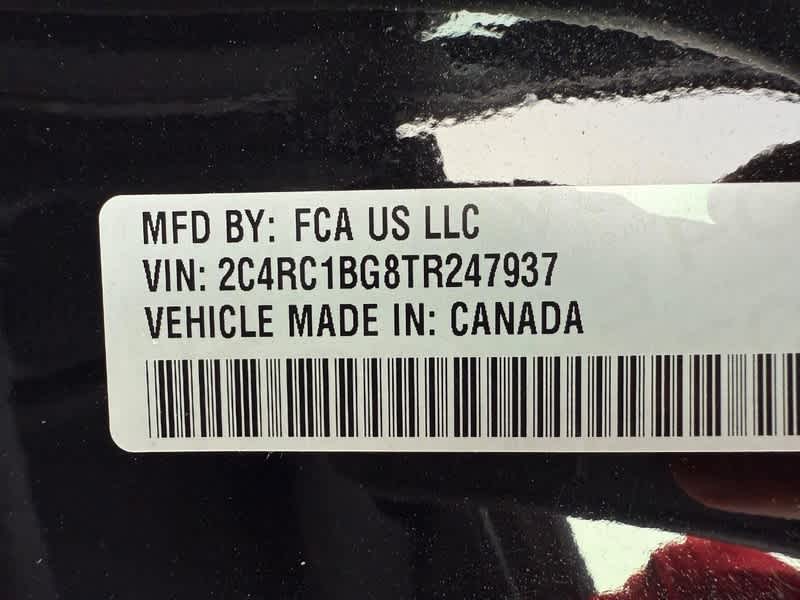 MFD BY: FCA US LLC
VIN: 2C4RC1BG8TR247937
VEHICLE MADE IN: CANADA